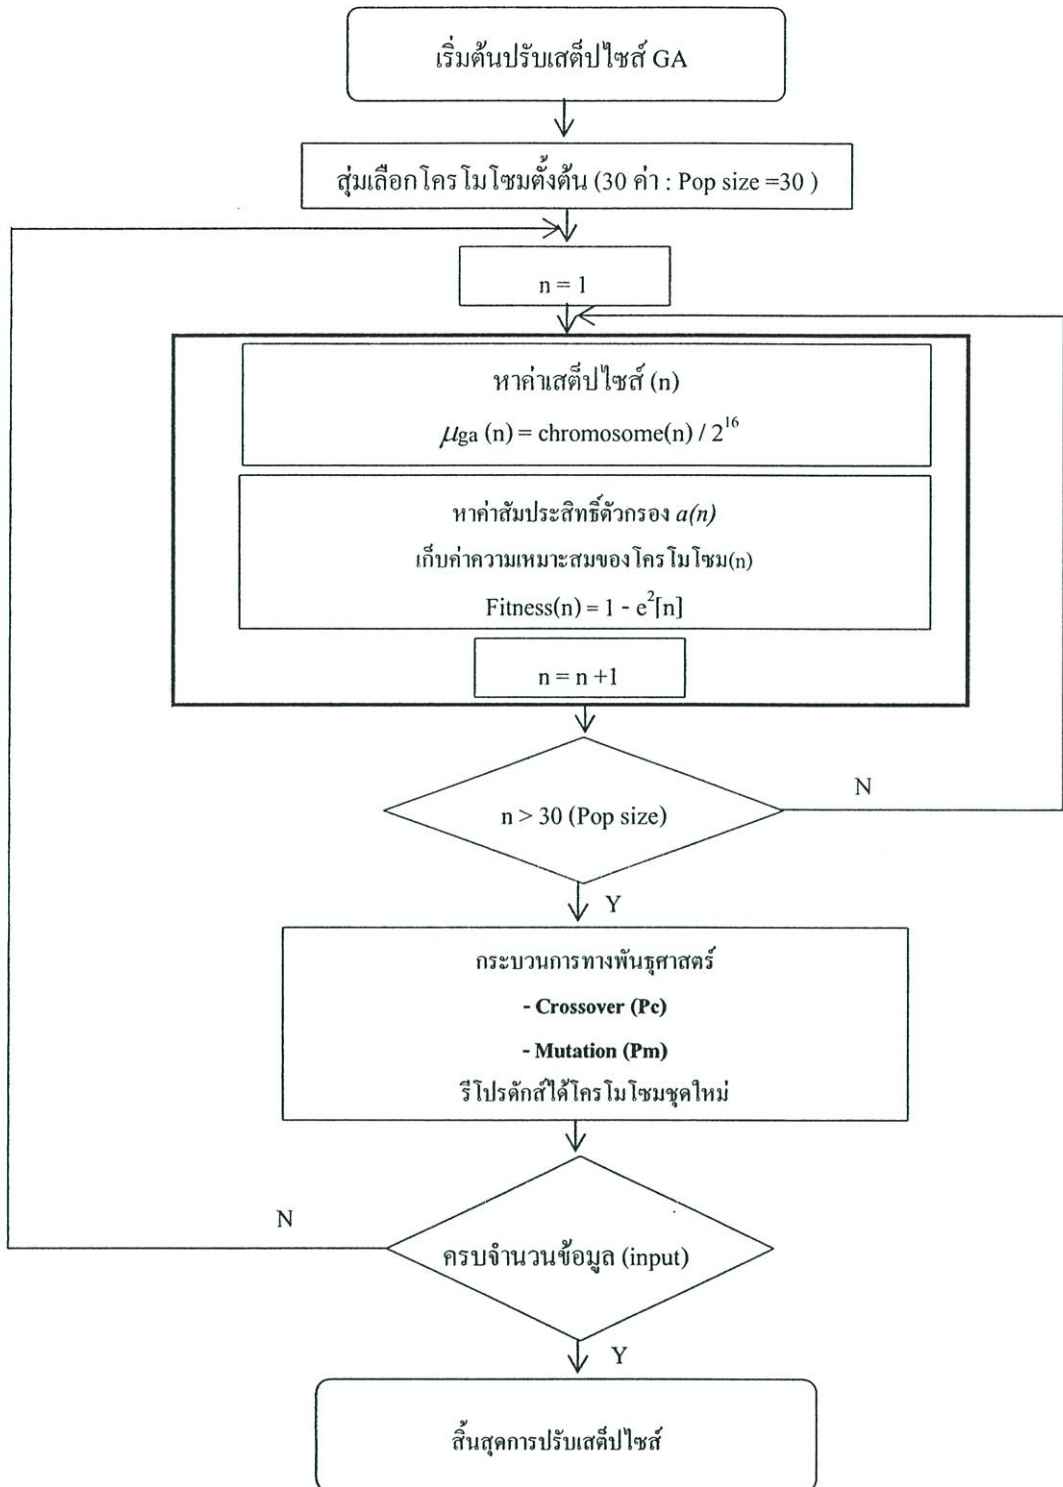 เริ่มต้นปรับเสต็ปไซส์ GA
สุ่มเลือกโครโมโซมตั้งต้น (30 ค่า : Pop size =30 )
n = 1
หาค่าเสต็ปไซส์ (n)
μga (n) = chromosome(n) / 2^16
หาค่าสัมประสิทธิ์ตัวกรอง a(n)
เก็บค่าความเหมาะสมของโครโมโซม(n)
Fitness(n) = 1 - e²[n]
n = n +1
n > 30 (Pop size)
N
Y
กระบวนการทางพันธุศาสตร์
- Crossover (Pc)
- Mutation (Pm)
รีโปรดักส์ได้โครโมโซมชุดใหม่
N
ครบจำนวนข้อมูล (input)
Y
สิ้นสุดการปรับเสต็ปไซส์